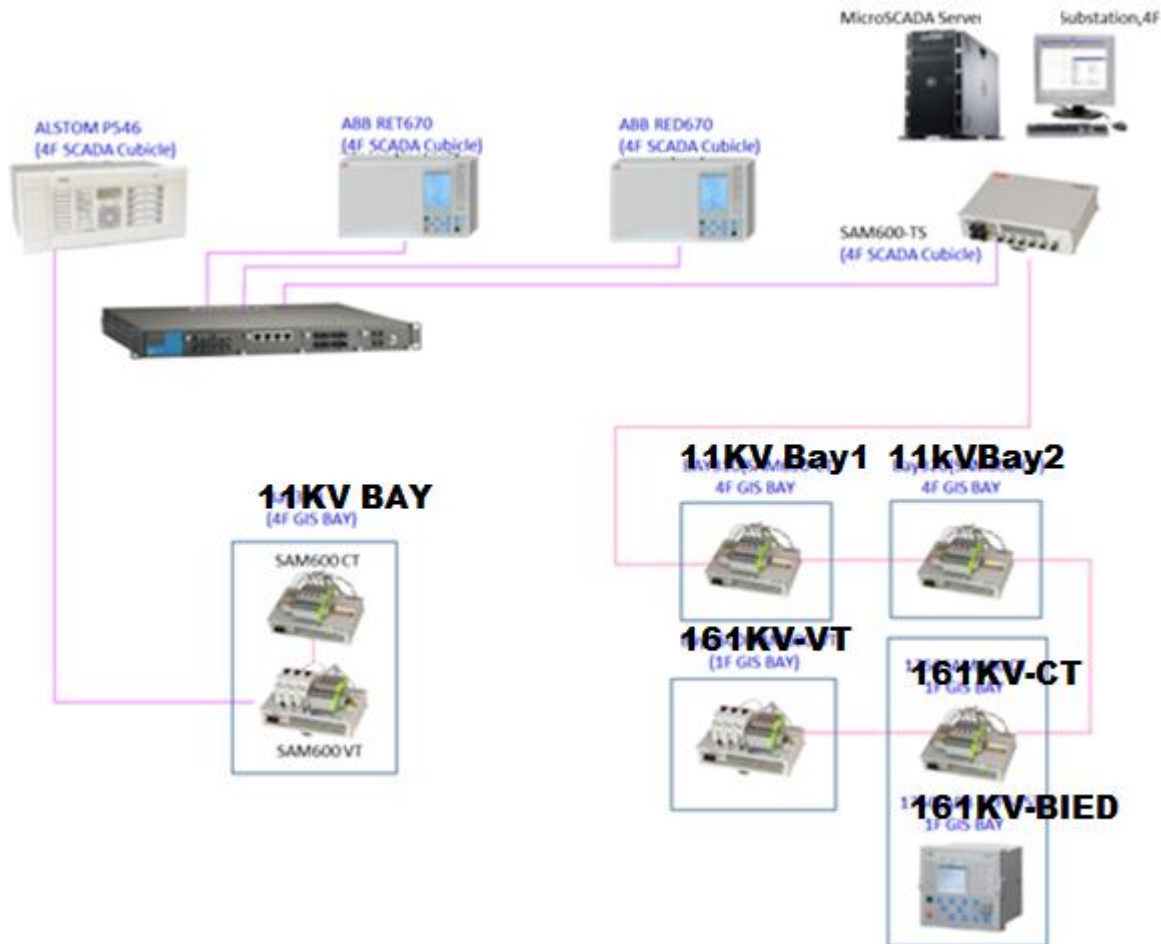 MicroSCADA Server
Substation,4F
ALSTOM P546
(4F SCADA Cubicle)
ABB RET670
(4F SCADA Cubicle)
ABB RED670
(4F SCADA Cubicle)
SAM600-TS
(4F SCADA Cubicle)
11KV BAY
(4F GIS BAY)
SAM600 CT
SAM600 VT
11KV Bay1
4F GIS BAY
11kVBay2
4F GIS BAY
161KV-VT
(1F GIS BAY)
161KV-CT
1F GIS BAY
161KV-BIED
1F GIS BAY